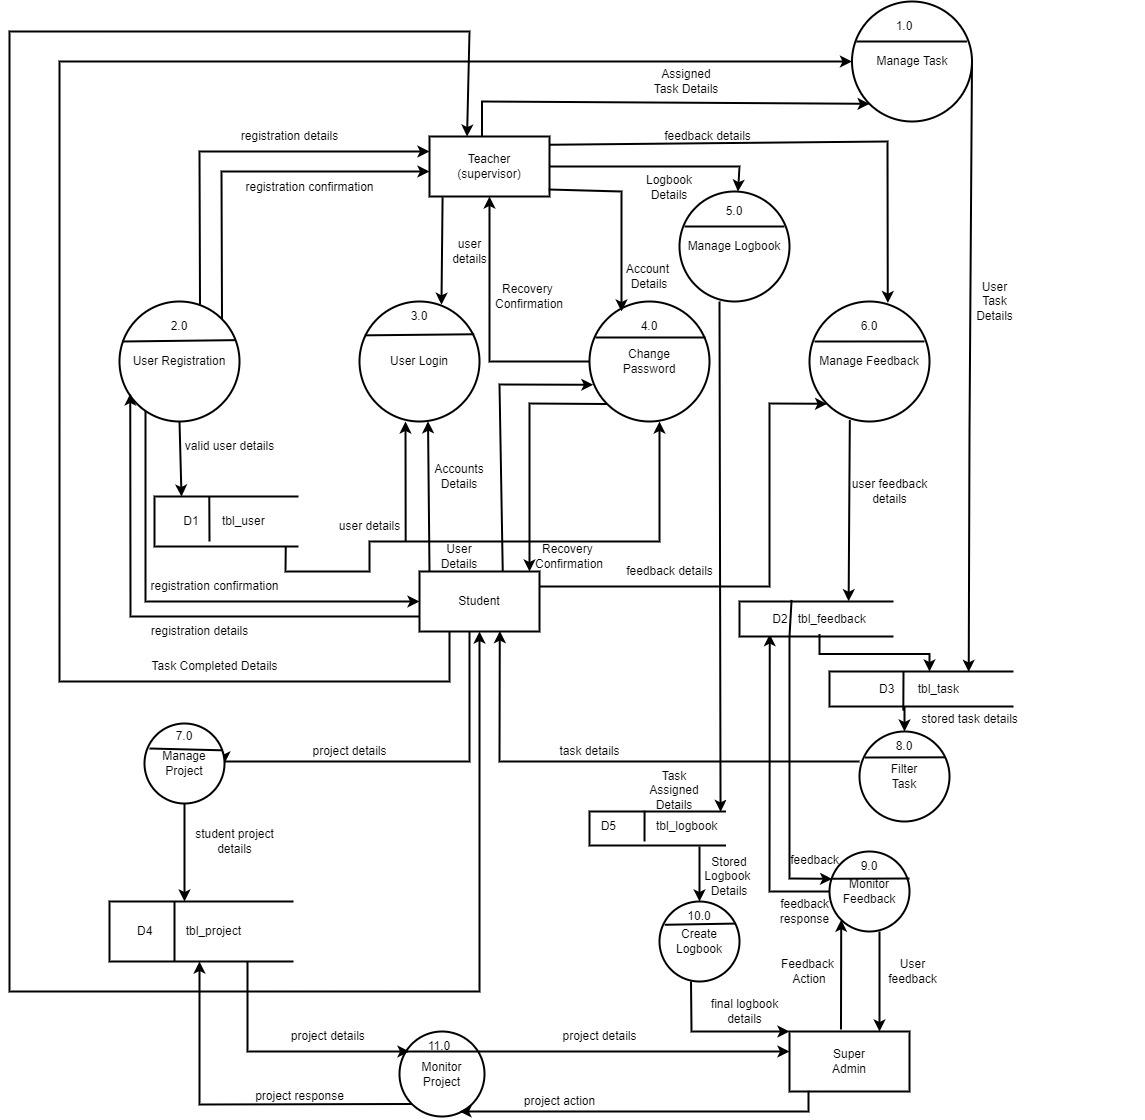 1.0
Manage Task
Assigned
Task Details
registration details
feedback details
Teacher
(supervisor)
registration confirmation
Logbook
Details
5.0
Manage Logbook
user
details
Account
Details
Recovery
Confirmation
User
Task
Details
2.0
User Registration
3.0
User Login
4.0
Change
Password
6.0
Manage Feedback
valid user details
Accounts
Details
user feedback
details
D1
tbl_user
user details
User
Details
Recovery
Confirmation
feedback details
registration confirmation
Student
registration details
D2
tbl_feedback
Task Completed Details
D3
tbl_task
stored task details
7.0
Manage
Project
project details
task details
8.0
Filter
Task
Task
Assigned
Details
D5
tbl_logbook
student project
details
Stored
Logbook
Details
feedback
9.0
Monitor
Feedback
feedback
response
D4
tbl_project
10.0
Create
Logbook
Feedback
Action
User
feedback
final logbook
details
project details
11.0
Monitor
Project
project details
Super
Admin
project response
project action